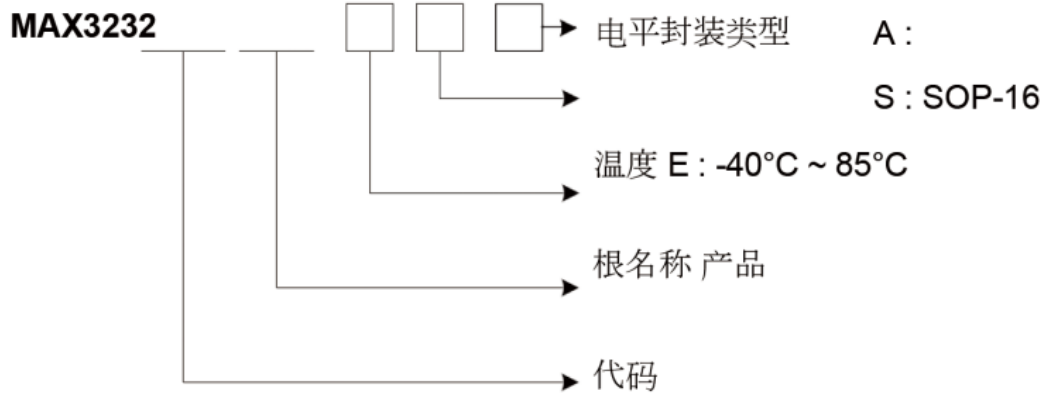 MAX3232
电平封装类型 A :
S : SOP-16
温度 E : -40°C ~ 85°C
根名称 产品
代码